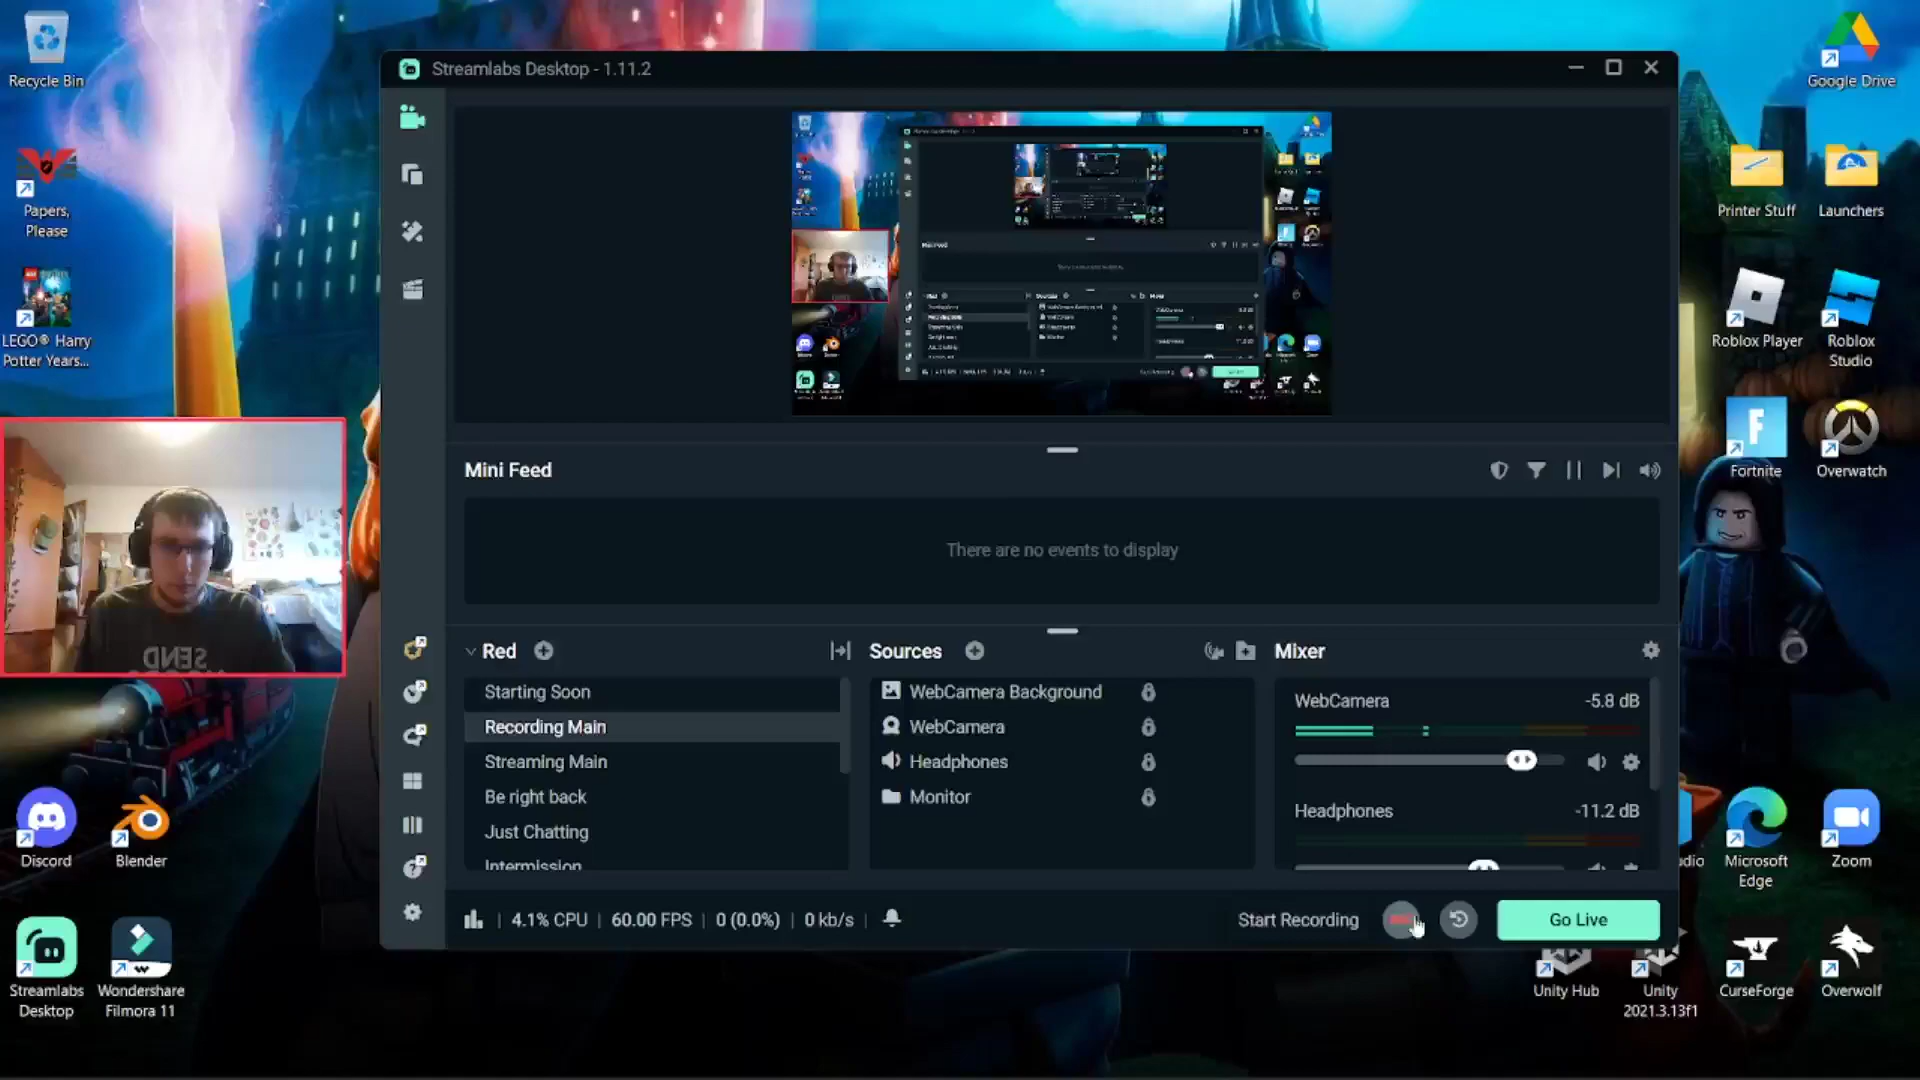 Recycle Bin
Papers,
Please
LEGO® Harry
Potter Years...
Discord
Blender
Streamlabs
Desktop
Wondershare
Filmora 11
Streamlabs Desktop - 1.11.2
Mini Feed
There are no events to display
Red
Starting Soon
Recording Main
Streaming Main
Be right back
Just Chatting
Intermission
Sources
WebCamera Background
WebCamera
Headphones
Monitor
Mixer
WebCamera -5.8 dB
Headphones -11.2 dB
4.1% CPU | 60.00 FPS | 0 (0.0%) | 0 kb/s
Start Recording
Go Live
Google Drive
Printer Stuff
Launchers
Roblox Player
Roblox
Studio
Fortnite
Overwatch
Microsoft
Edge
Zoom
Unity Hub
Unity
2021.3.13f1
CurseForge
Overwolf
SEND